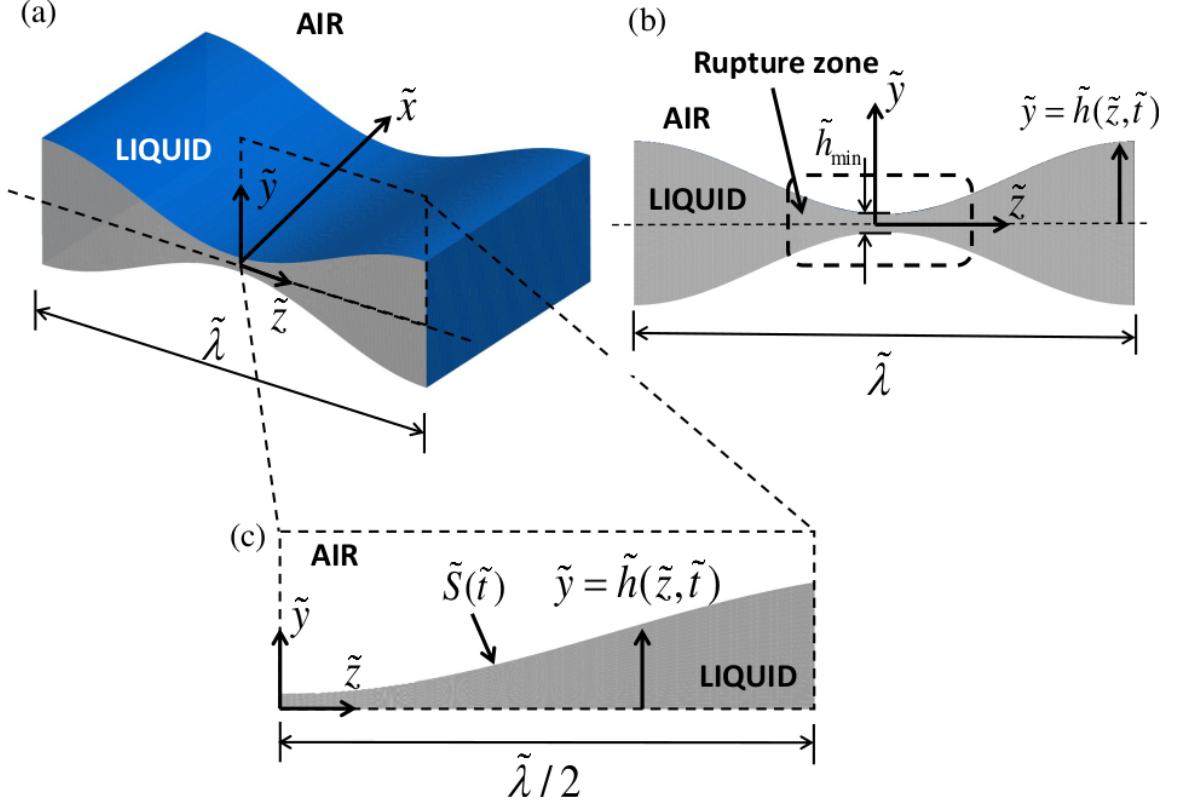 (a)
AIR
x̃
LIQUID
ỹ
z̃
λ̃
(b)
Rupture zone
ỹ
ỹ = h̃(z̃,t̃)
AIR
h̃min
LIQUID
z̃
λ̃
(c)
AIR
S̃(t̃)
ỹ = h̃(z̃,t̃)
ỹ
z̃
LIQUID
λ̃ / 2